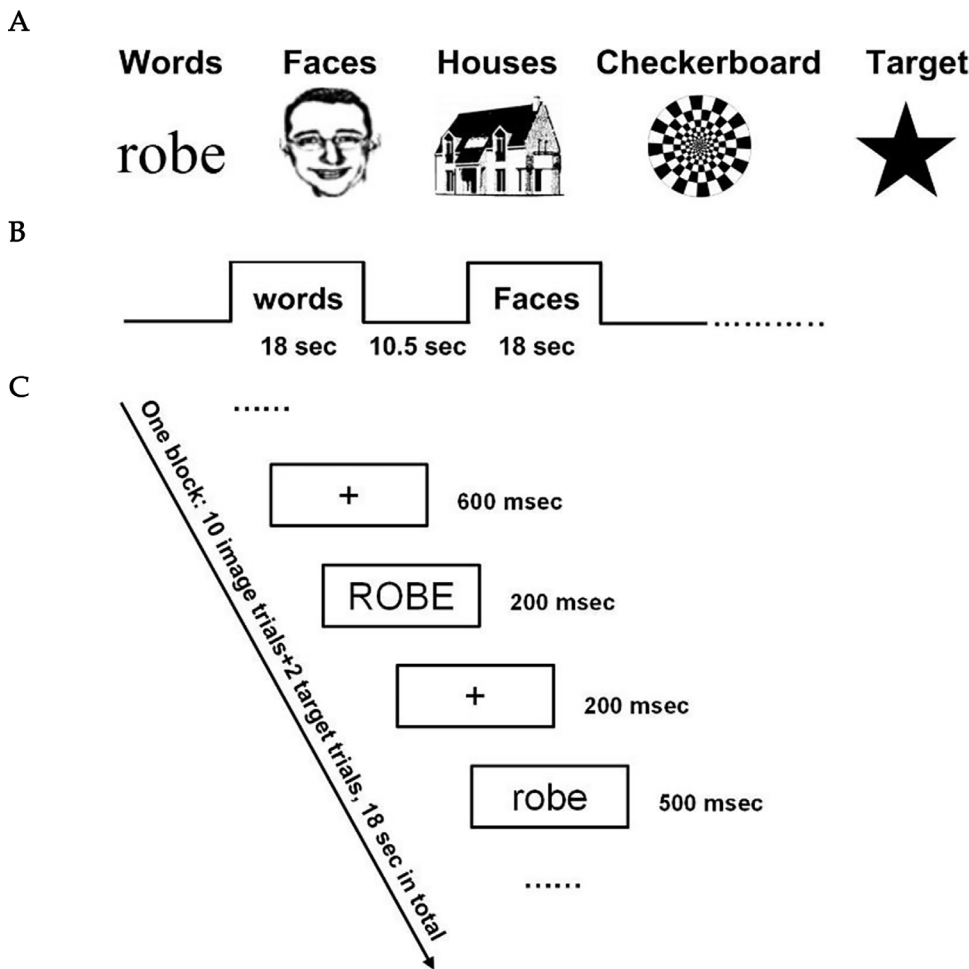 A
Words Faces Houses Checkerboard Target
robe
B
words Faces
18 sec 10.5 sec 18 sec
............
C
......
One block: 10 image trials+2 target trials, 18 sec in total
+ 600 msec
ROBE 200 msec
+ 200 msec
robe 500 msec
......